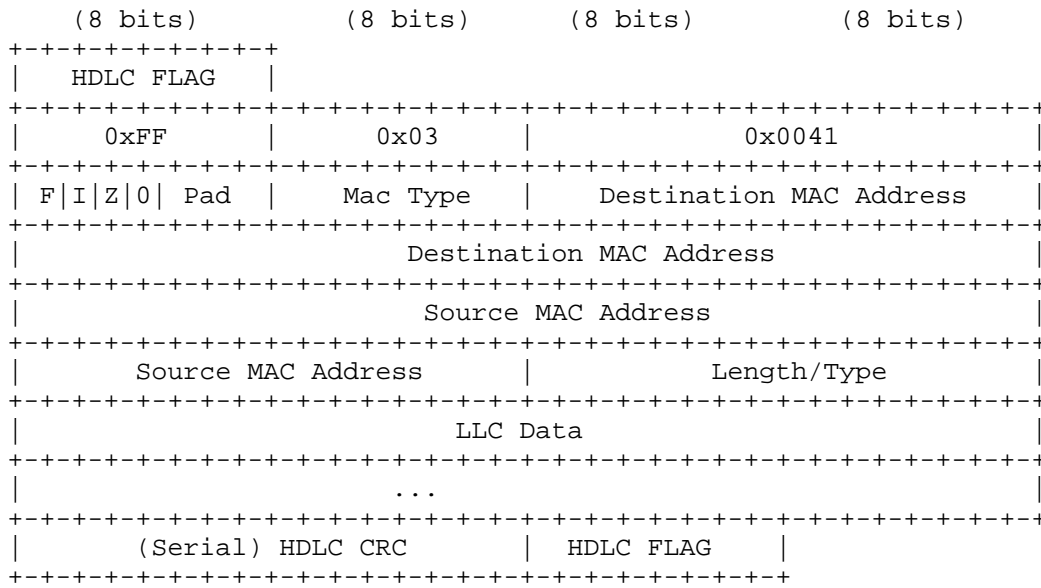 (8 bits) (8 bits) (8 bits) (8 bits)
+-+-+-+-+-+-+-+-+
| HDLC FLAG |
+-+-+-+-+-+-+-+-+-+-+-+-+-+-+-+-+-+-+-+-+-+-+-+-+-+-+-+-+-+-+-+-+
| 0xFF | 0x03 | 0x0041 |
+-+-+-+-+-+-+-+-+-+-+-+-+-+-+-+-+-+-+-+-+-+-+-+-+-+-+-+-+-+-+-+-+
| F|I|Z|0| Pad | Mac Type | Destination MAC Address |
+-+-+-+-+-+-+-+-+-+-+-+-+-+-+-+-+-+-+-+-+-+-+-+-+-+-+-+-+-+-+-+-+
| Destination MAC Address |
+-+-+-+-+-+-+-+-+-+-+-+-+-+-+-+-+-+-+-+-+-+-+-+-+-+-+-+-+-+-+-+-+
| Source MAC Address |
+-+-+-+-+-+-+-+-+-+-+-+-+-+-+-+-+-+-+-+-+-+-+-+-+-+-+-+-+-+-+-+-+
| Source MAC Address | Length/Type |
+-+-+-+-+-+-+-+-+-+-+-+-+-+-+-+-+-+-+-+-+-+-+-+-+-+-+-+-+-+-+-+-+
| LLC Data |
+-+-+-+-+-+-+-+-+-+-+-+-+-+-+-+-+-+-+-+-+-+-+-+-+-+-+-+-+-+-+-+-+
| ... |
+-+-+-+-+-+-+-+-+-+-+-+-+-+-+-+-+-+-+-+-+-+-+-+-+-+-+-+-+-+-+-+-+
| (Serial) HDLC CRC | HDLC FLAG |
+-+-+-+-+-+-+-+-+-+-+-+-+-+-+-+-+-+-+-+-+-+-+-+-+